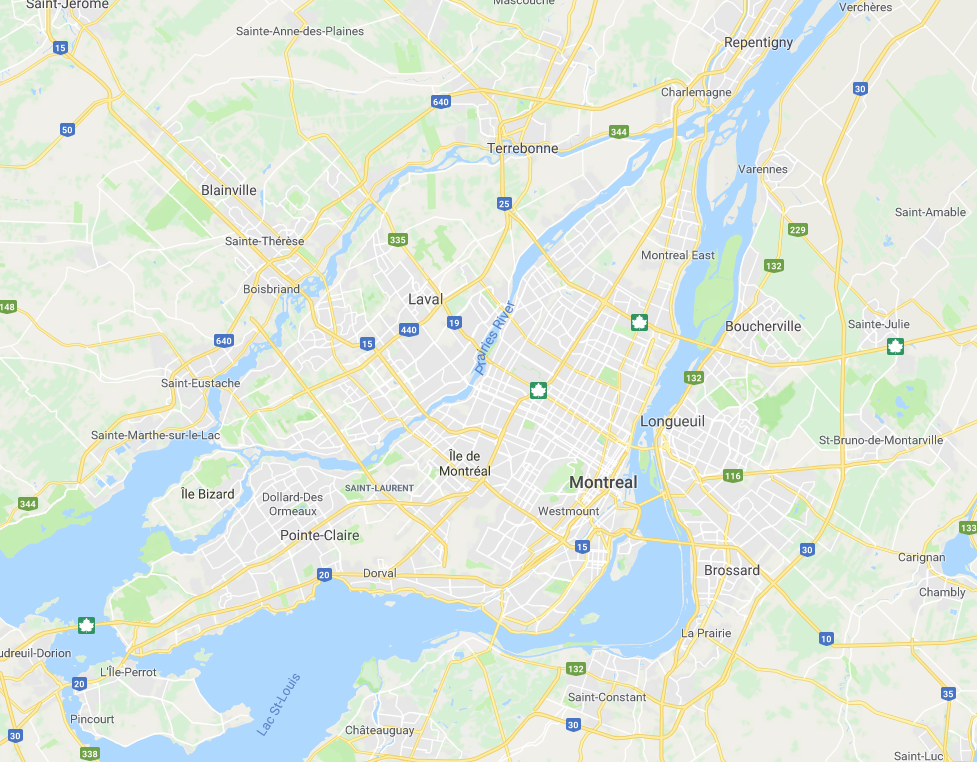 Saint-Jérôme
Mascouche
Verchères
15
Sainte-Anne-des-Plaines
Repentigny
640
Charlemagne
30
50
344
Terrebonne
Varennes
Blainville
25
Saint-Amable
229
Sainte-Thérèse
335
Montreal East
132
Boisbriand
Laval
148
19
440
Prairies River
Boucherville
Sainte-Julie
640
15
Saint-Eustache
132
Longueuil
Sainte-Marthe-sur-le-Lac
St-Bruno-de-Montarville
Île de
Montréal
116
SAINT-LAURENT
Montreal
Île Bizard
Dollard-Des
Ormeaux
344
Westmount
133
Pointe-Claire
15
30
Carignan
20
Dorval
Brossard
Chambly
La Prairie
10
udreuil-Dorion
L'Île-Perrot
132
20
Lac St-Louis
Saint-Constant
35
Pincourt
30
Châteauguay
30
338
Saint-Luc